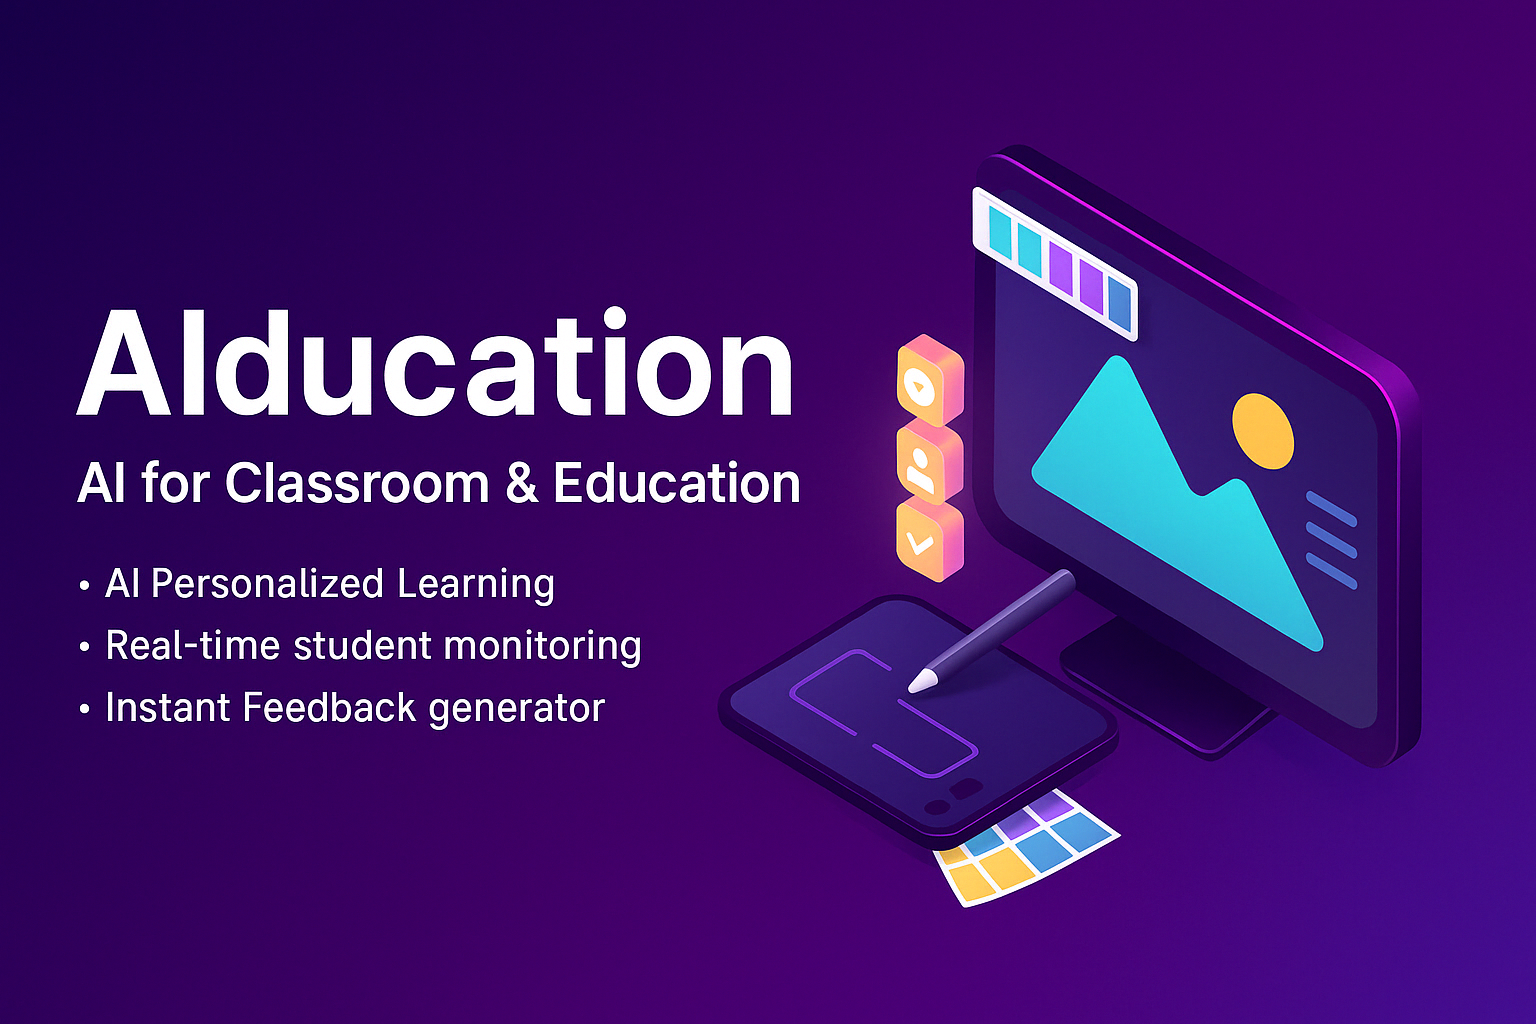 AIducation
AI for Classroom & Education
• AI Personalized Learning
• Real-time student monitoring
• Instant Feedback generator